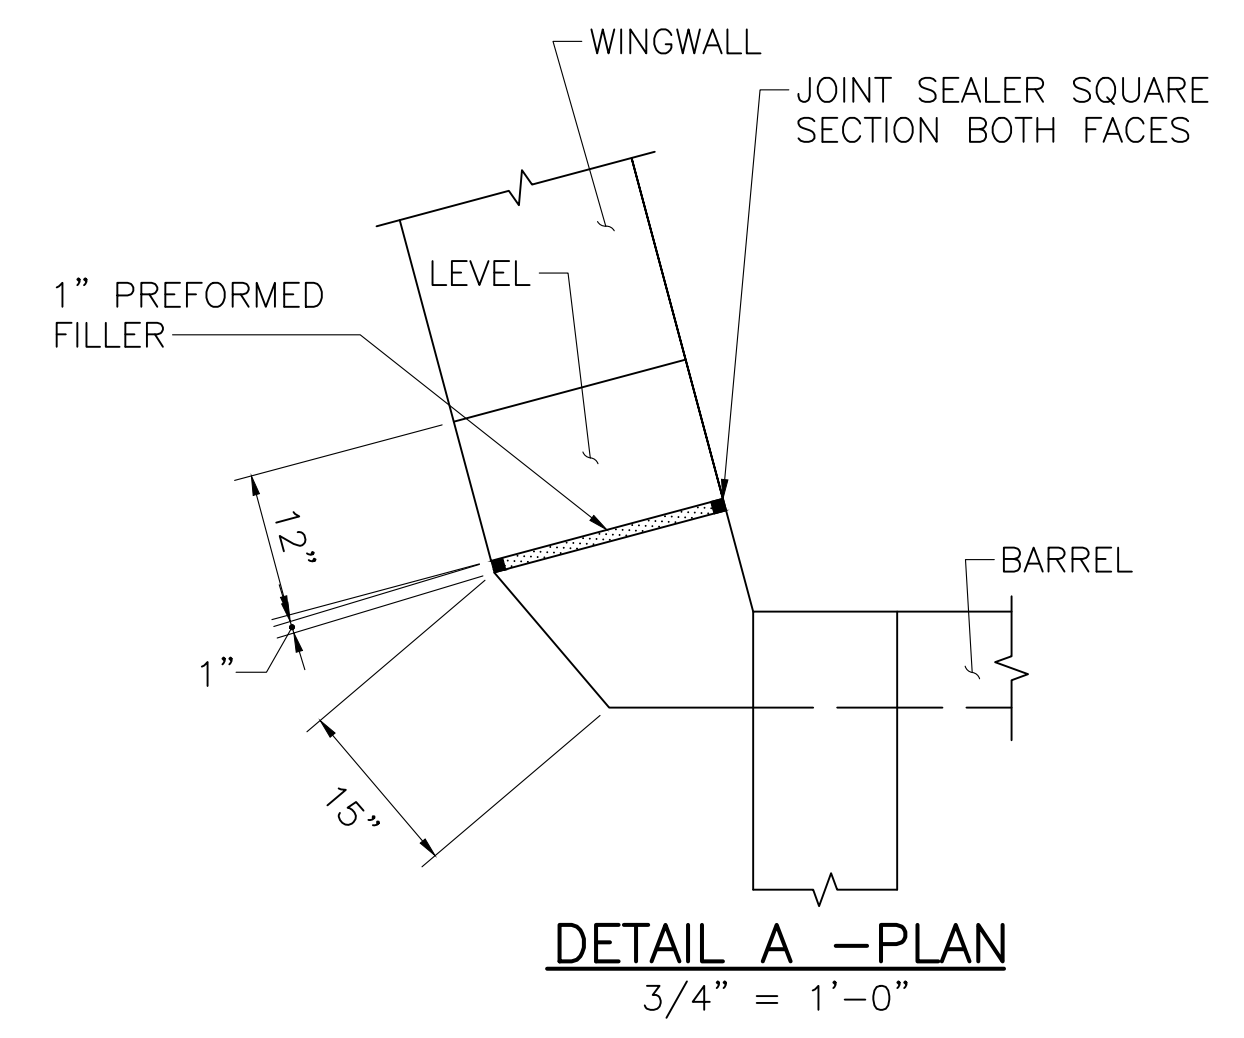 WINGWALL
JOINT SEALER SQUARE
SECTION BOTH FACES
LEVEL
1” PREFORMED
FILLER
12”
BARREL
1”
15”
DETAIL A –PLAN
3/4” = 1’–0”